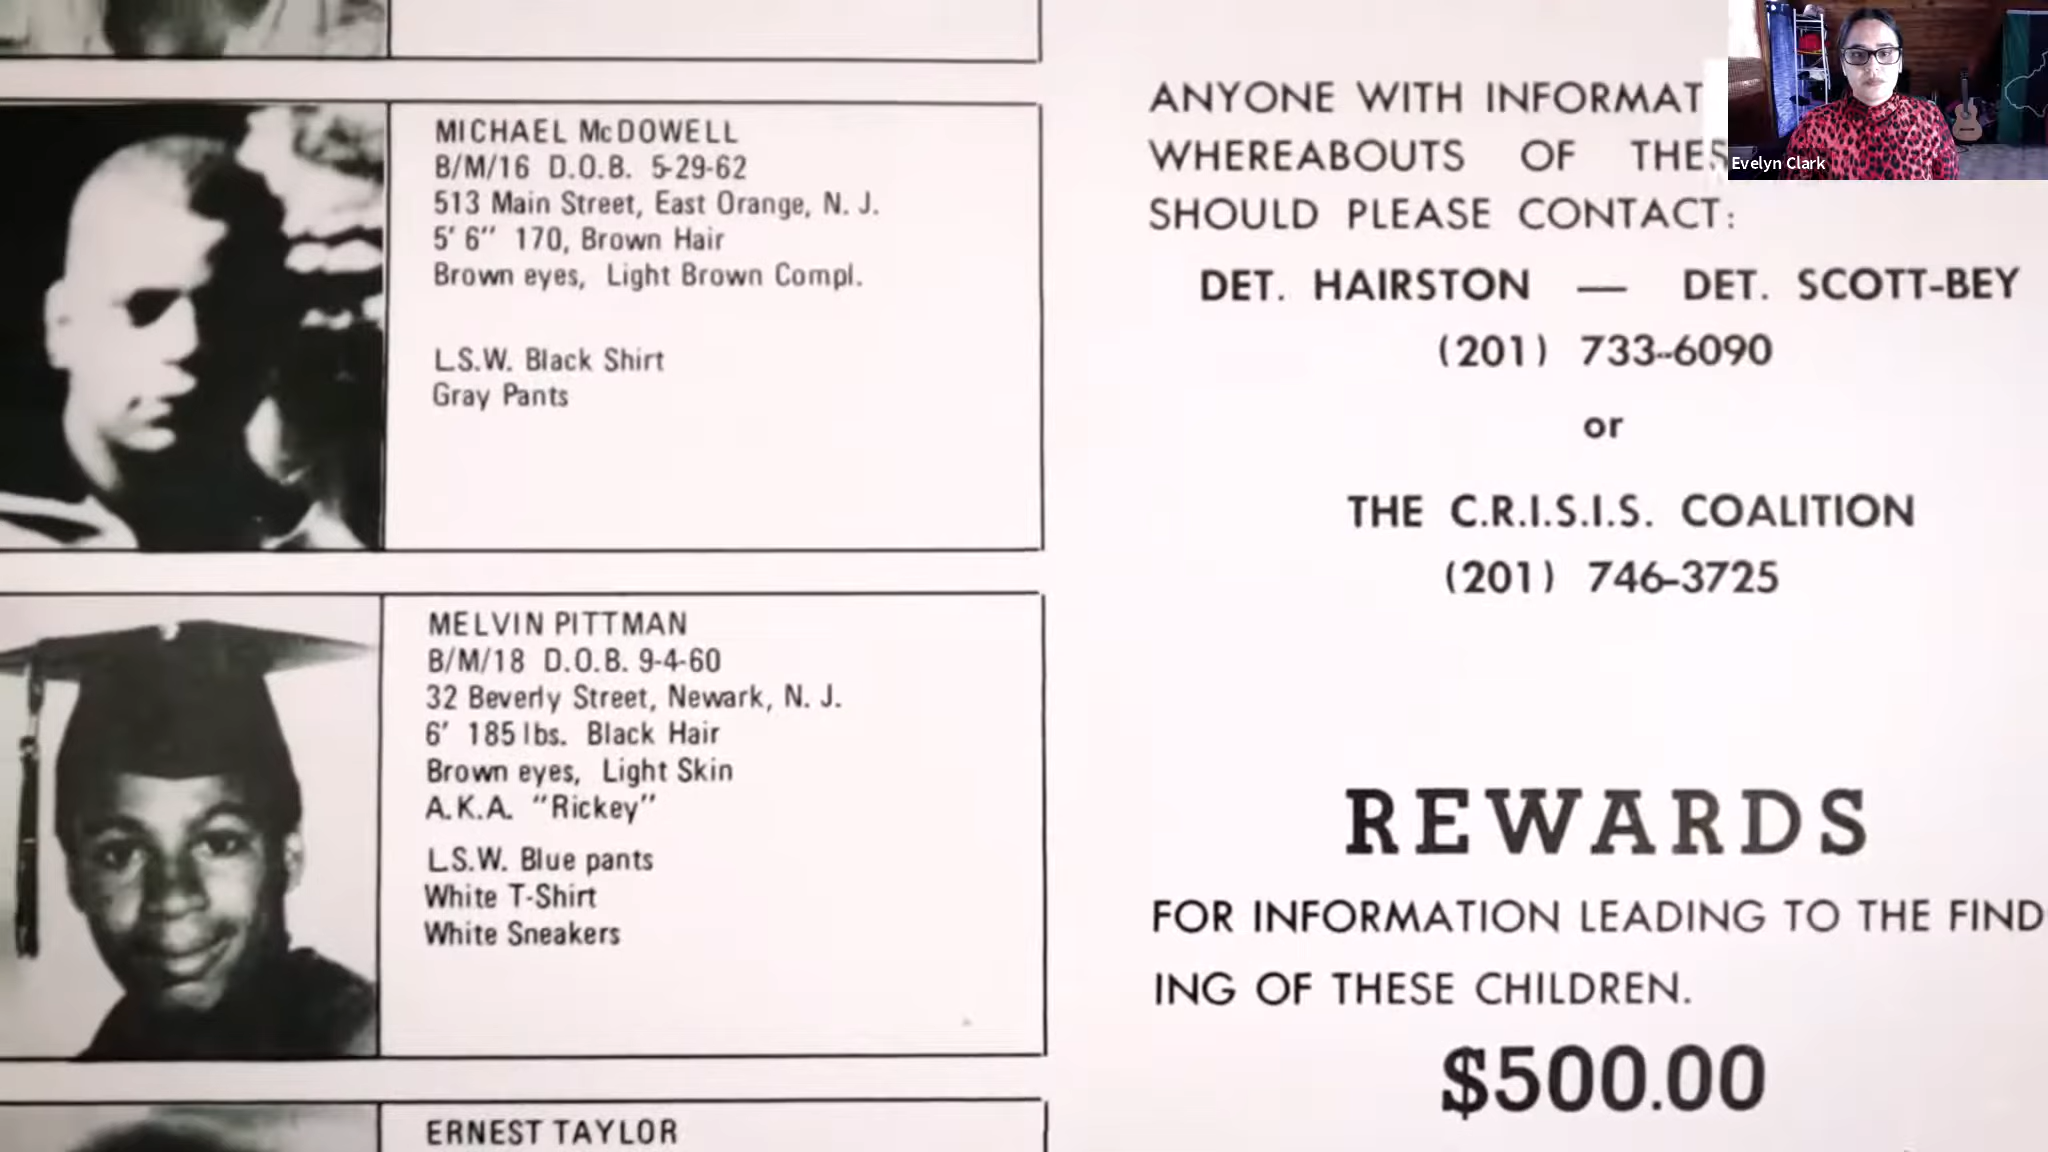 MICHAEL McDOWELL
B/M/16 D.O.B. 5-29-62
513 Main Street, East Orange, N. J.
5' 6" 170, Brown Hair
Brown eyes, Light Brown Compl.
L.S.W. Black Shirt
Gray Pants
MELVIN PITTMAN
B/M/18 D.O.B. 9-4-60
32 Beverly Street, Newark, N. J.
6' 185 lbs. Black Hair
Brown eyes, Light Skin
A.K.A. "Rickey"
L.S.W. Blue pants
White T-Shirt
White Sneakers
ERNEST TAYLOR
ANYONE WITH INFORMAT
WHEREABOUTS OF THES
SHOULD PLEASE CONTACT:
DET. HAIRSTON — DET. SCOTT-BEY
(201) 733-6090
or
THE C.R.I.S.I.S. COALITION
(201) 746-3725
REWARDS
FOR INFORMATION LEADING TO THE FIND
ING OF THESE CHILDREN.
$500.00
Evelyn Clark